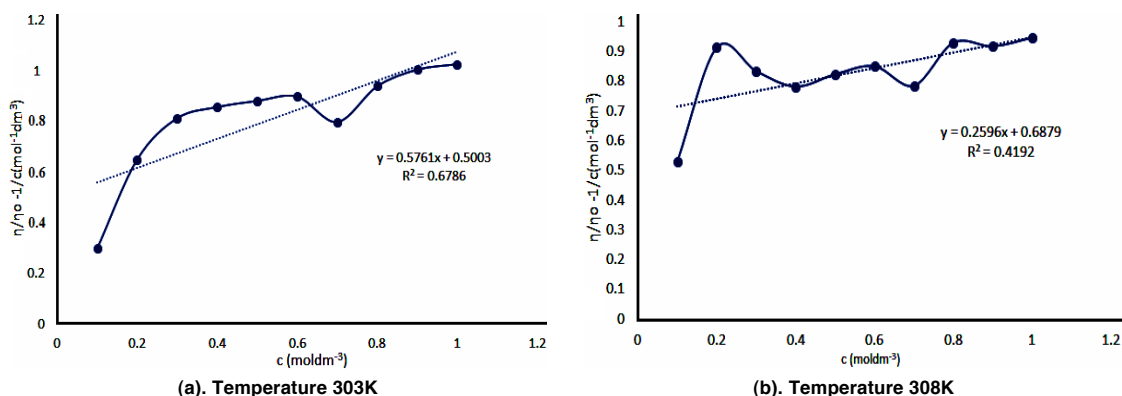 1.2
1
0.8
0.6
0.4
0.2
0
η/ηo -1/c(mol-1dm3)
y = 0.5761x + 0.5003
R² = 0.6786
0 0.2 0.4 0.6 0.8 1 1.2
c (moldm-3)
(a). Temperature 303K
1
0.9
0.8
0.7
0.6
0.5
0.4
0.3
0.2
0.1
0
η/ηo -1/c(mol-1dm3)
y = 0.2596x + 0.6879
R² = 0.4192
0 0.2 0.4 0.6 0.8 1 1.2
c (moldm-3)
(b). Temperature 308K